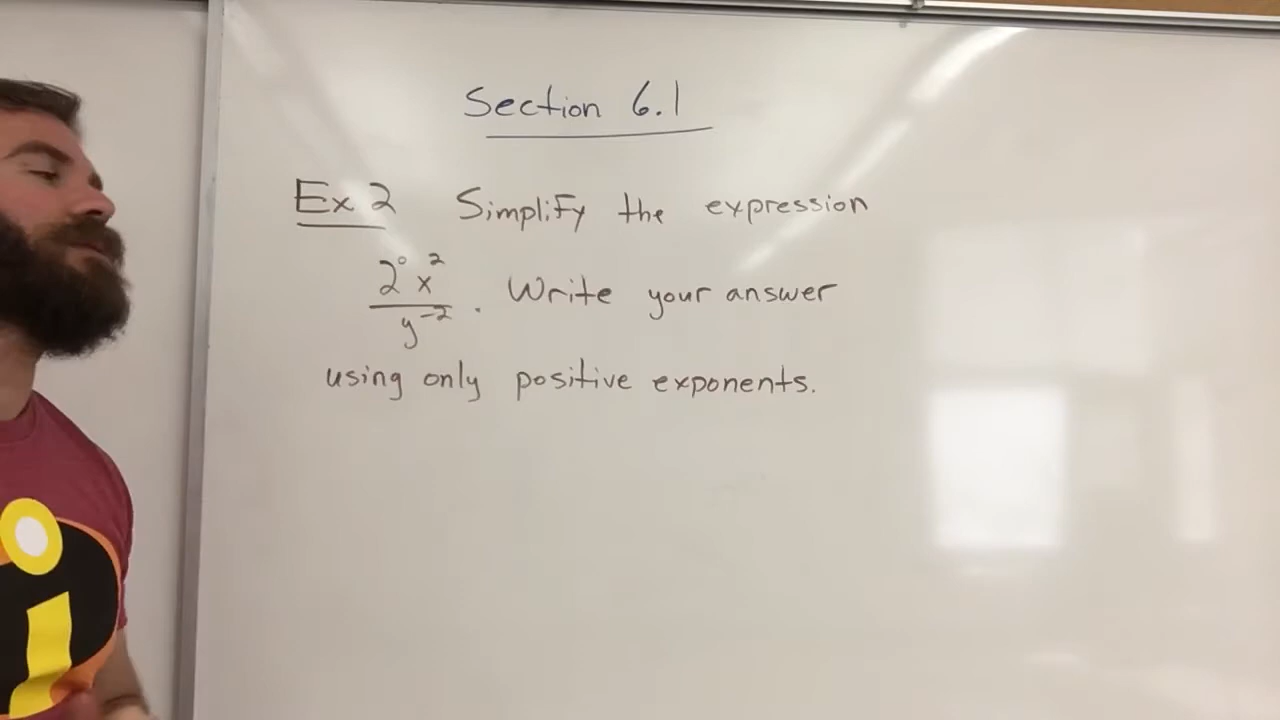 Section 6.1
Ex 2 Simplify the expression
2⁰x²/y⁻². Write your answer
using only positive exponents.
i